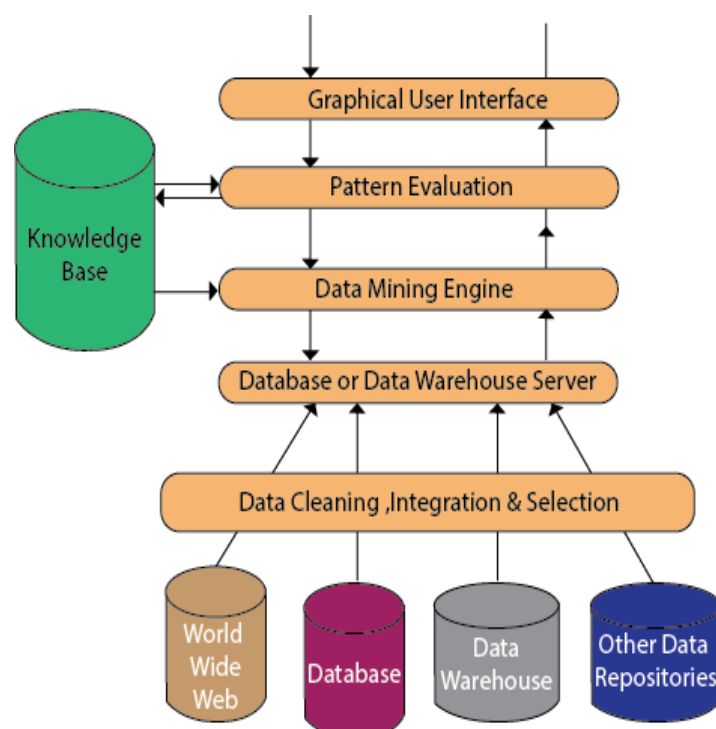 Graphical User Interface
Pattern Evaluation
Knowledge
Base
Data Mining Engine
Database or Data Warehouse Server
Data Cleaning ,Integration & Selection
World
Wide
Web
Database
Data
Warehouse
Other Data
Repositories